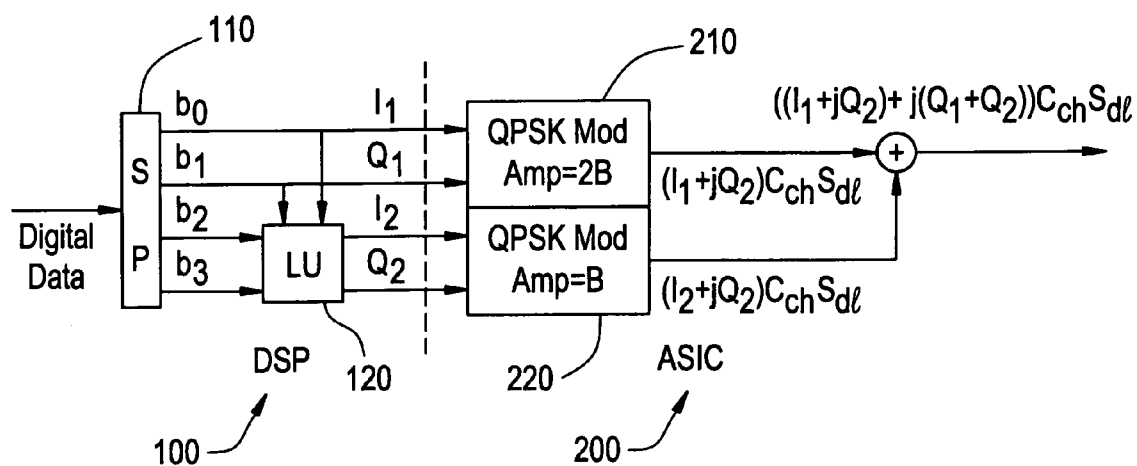 110
210
b0
I1
((I1+jQ2)+ j(Q1+Q2))CchSdℓ
S
b1
Q1
QPSK Mod
Amp=2B
+
(I1+jQ2)CchSdℓ
b2
I2
Digital
Data
P
b3
LU
Q2
QPSK Mod
Amp=B
(I2+jQ2)CchSdℓ
DSP
120
220
ASIC
100
200